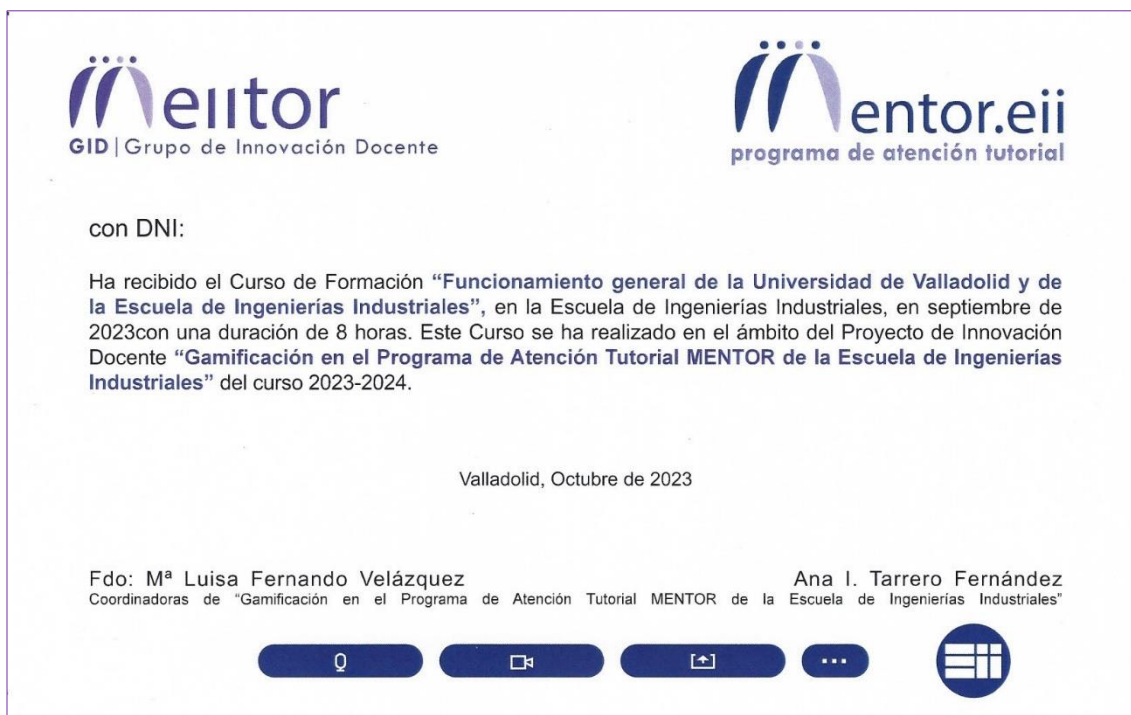 Meiitor
GID | Grupo de Innovación Docente
Mentor.eii
programa de atención tutorial
con DNI:
Ha recibido el Curso de Formación “Funcionamiento general de la Universidad de Valladolid y de
la Escuela de Ingenierías Industriales”, en la Escuela de Ingenierías Industriales, en septiembre de
2023con una duración de 8 horas. Este Curso se ha realizado en el ámbito del Proyecto de Innovación
Docente “Gamificación en el Programa de Atención Tutorial MENTOR de la Escuela de Ingenierías
Industriales” del curso 2023-2024.
Valladolid, Octubre de 2023
Fdo: Mª Luisa Fernando Velázquez Ana I. Tarrero Fernández
Coordinadoras de “Gamificación en el Programa de Atención Tutorial MENTOR de la Escuela de Ingenierías Industriales”